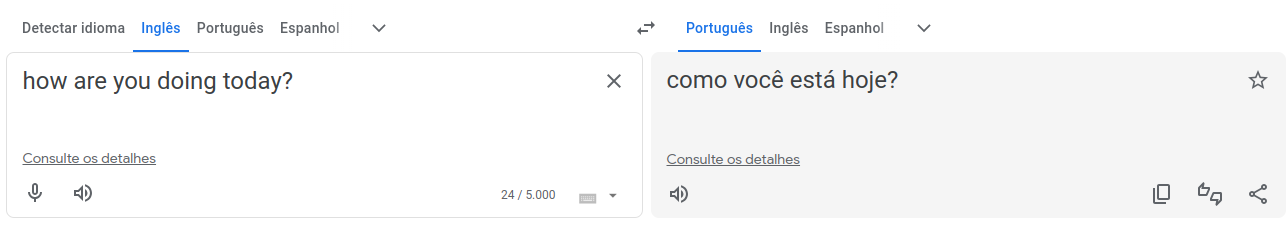 Detectar idioma Inglês Português Espanhol
Português Inglês Espanhol
how are you doing today?
como você está hoje?
Consulte os detalhes
Consulte os detalhes
24 / 5.000